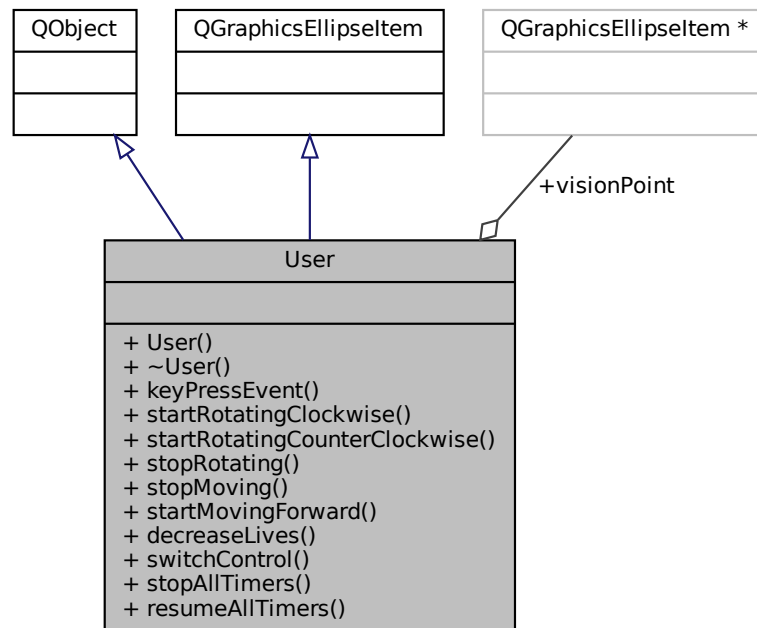 QObject
QGraphicsEllipseItem
QGraphicsEllipseItem *
+visionPoint
User
+ User()
+ ~User()
+ keyPressEvent()
+ startRotatingClockwise()
+ startRotatingCounterClockwise()
+ stopRotating()
+ stopMoving()
+ startMovingForward()
+ decreaseLives()
+ switchControl()
+ stopAllTimers()
+ resumeAllTimers()